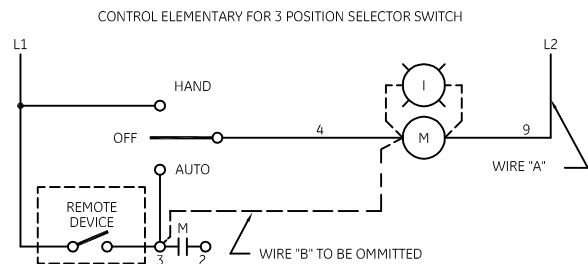 CONTROL ELEMENTARY FOR 3 POSITION SELECTOR SWITCH
L1
L2
HAND
I
OFF
4
M
9
AUTO
WIRE "A"
REMOTE
DEVICE
M
3
2
WIRE "B" TO BE OMMITTED